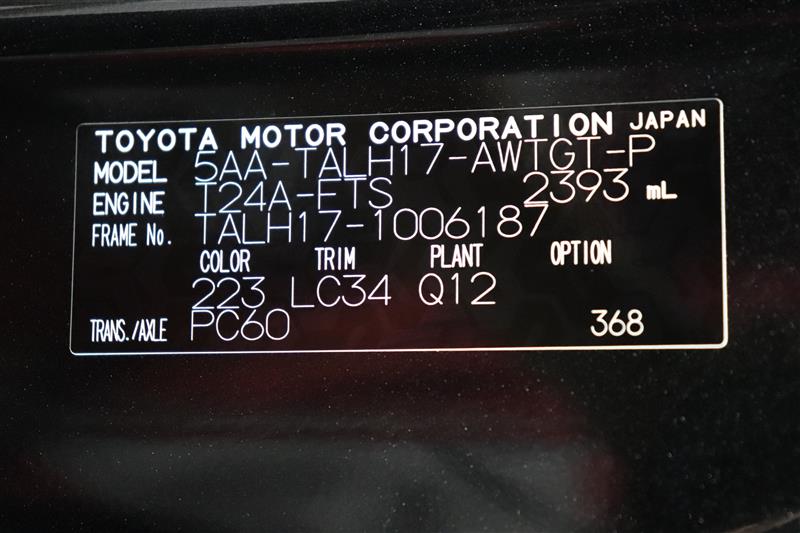 TOYOTA MOTOR CORPORATION JAPAN
MODEL 5AA-TALH17-AWTGT-P
ENGINE T24A-FTS 2393 mL
FRAME No. TALH17-1006187
COLOR TRIM PLANT OPTION
223 LC34 Q12
TRANS./AXLE PC60 368